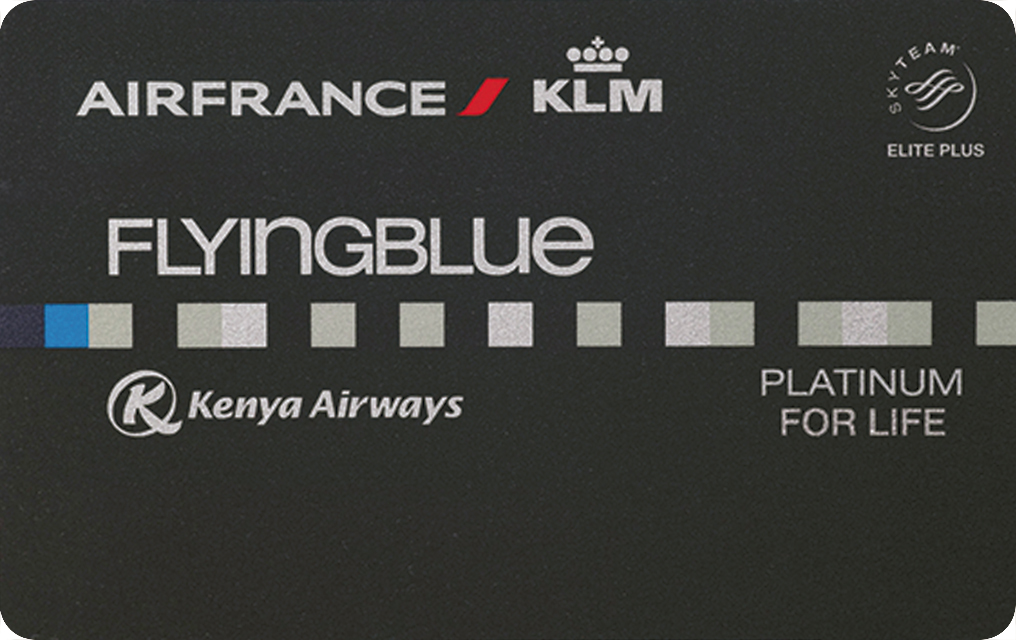 AIRFRANCE KLM
SKYTEAM
ELITE PLUS
FLYINGBLUE
Kenya Airways
PLATINUM
FOR LIFE